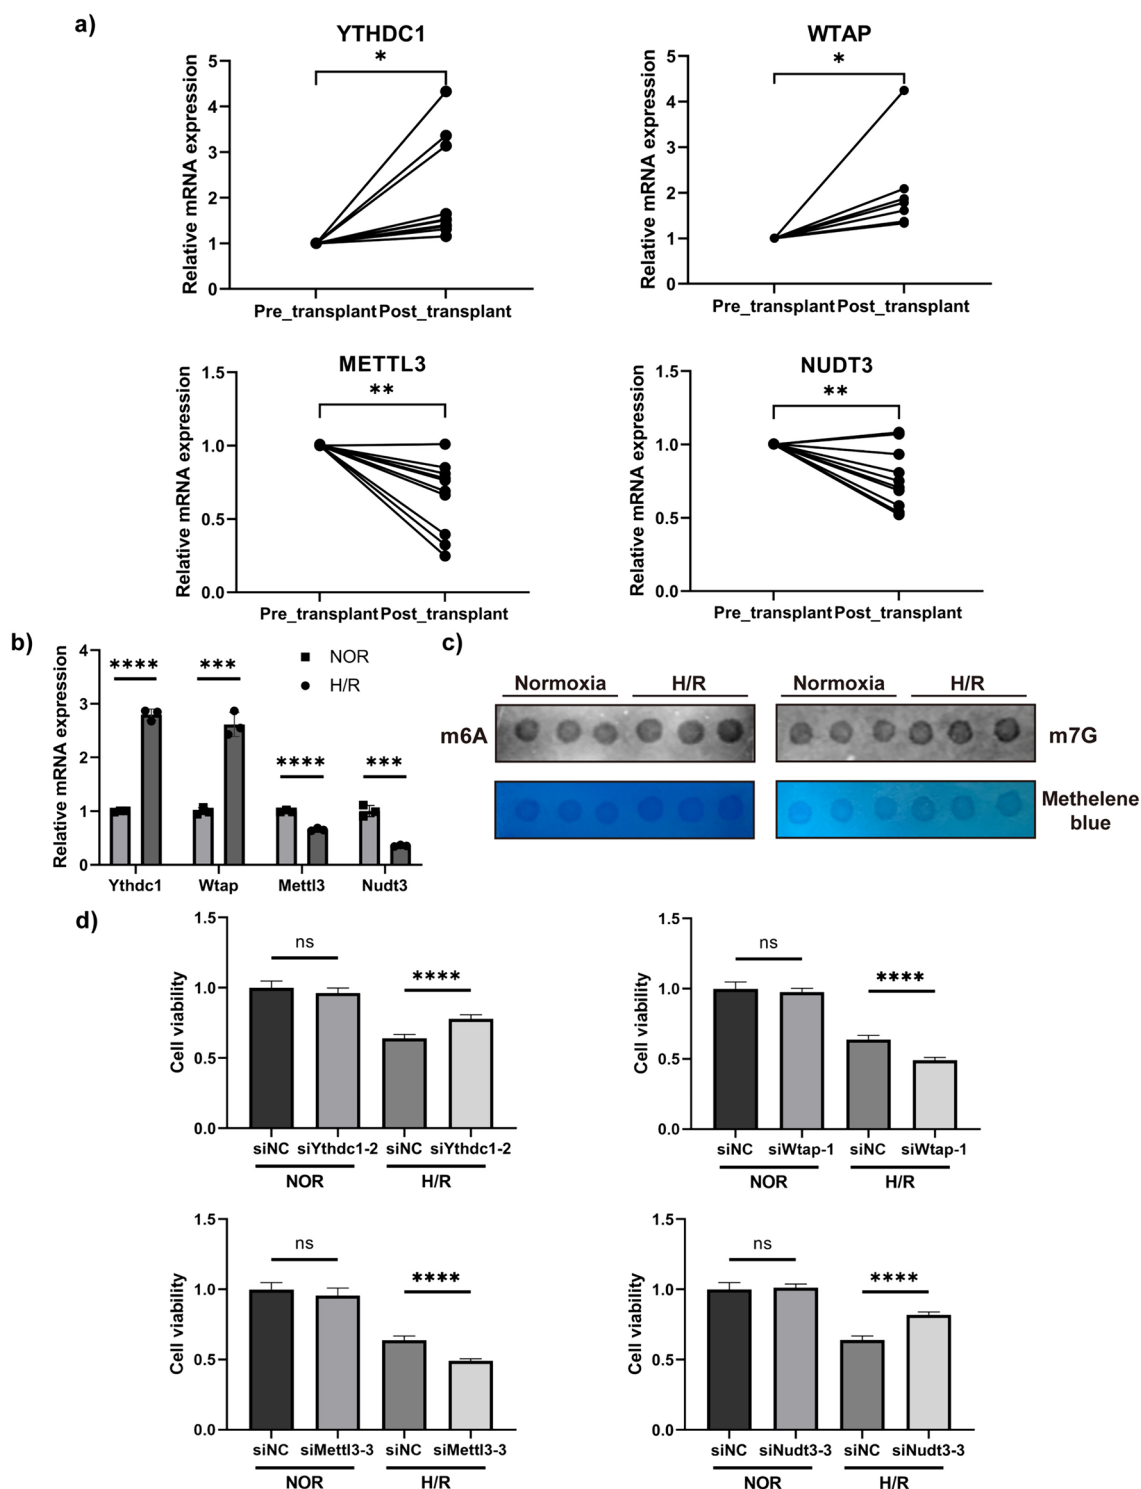 a)
YTHDC1
*
Relative mRNA expression
5
4
3
2
1
0
Pre_transplant Post_transplant
WTAP
*
Relative mRNA expression
5
4
3
2
1
0
Pre_transplant Post_transplant
METTL3
**
Relative mRNA expression
1.5
1.0
0.5
0.0
Pre_transplant Post_transplant
NUDT3
**
Relative mRNA expression
1.5
1.0
0.5
0.0
Pre_transplant Post_transplant
b)
Relative mRNA expression
4
3
2
1
0
**** *** **** ***
NOR
H/R
Ythdc1 Wtap Mettl3 Nudt3
c)
Normoxia H/R Normoxia H/R
m6A m7G
Methelene
blue
d)
Cell viability
1.5
1.0
0.5
0.0
ns ****
siNC siYthdc1-2 siNC siYthdc1-2
NOR H/R
Cell viability
1.5
1.0
0.5
0.0
ns ****
siNC siWtap-1 siNC siWtap-1
NOR H/R
Cell viability
1.5
1.0
0.5
0.0
ns ****
siNC siMettl3-3 siNC siMettl3-3
NOR H/R
Cell viability
1.5
1.0
0.5
0.0
ns ****
siNC siNudt3-3 siNC siNudt3-3
NOR H/R